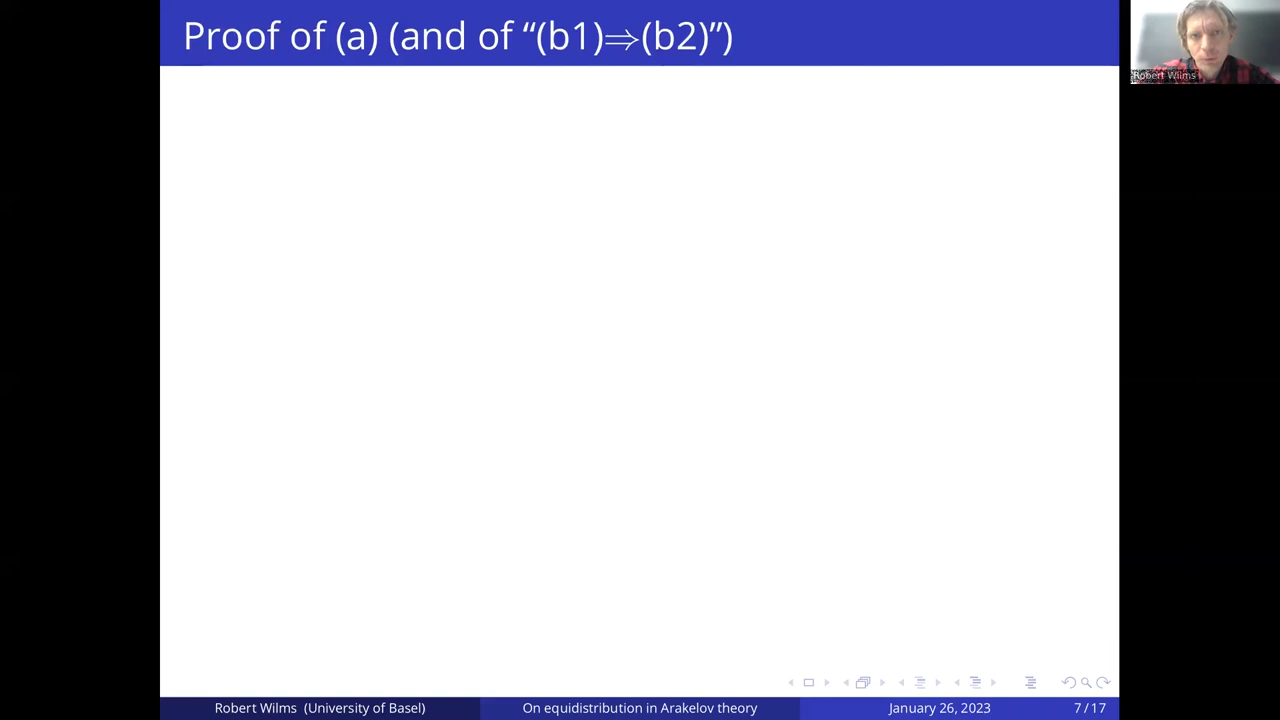 Proof of (a) (and of “(b1)⇒(b2)”)
Robert Wilms
Robert Wilms (University of Basel)
On equidistribution in Arakelov theory
January 26, 2023
7 / 17